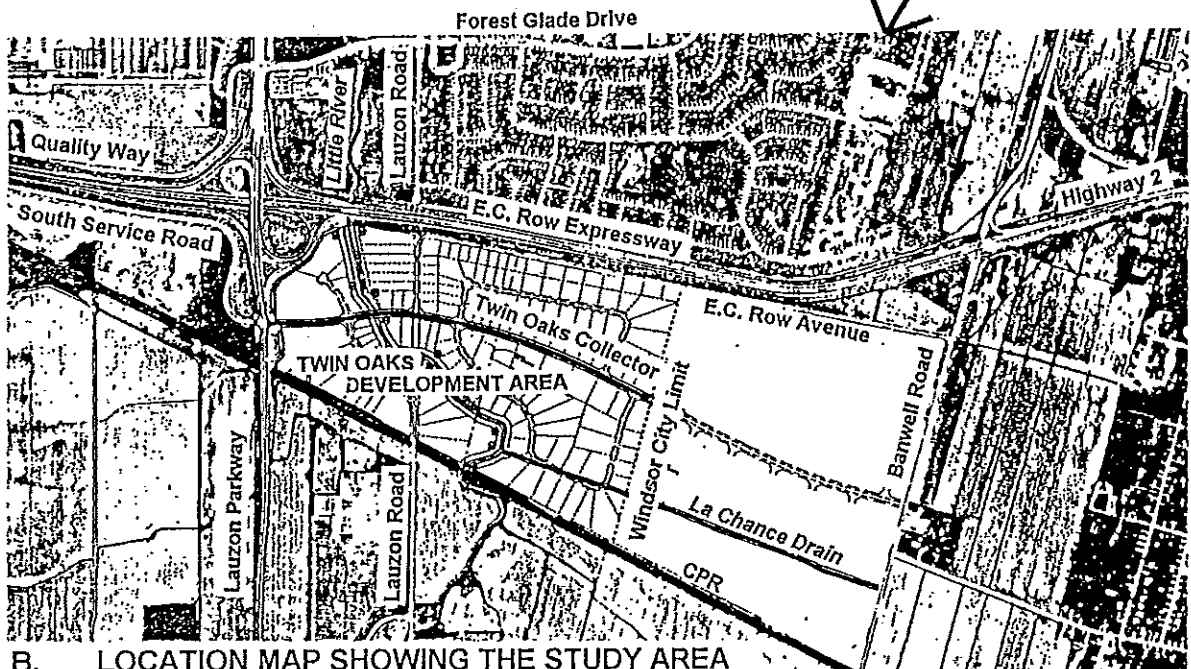 Forest Glade Drive
Quality Way
Little River
Lauzon Road
Highway 2
South Service Road
E.C. Row Expressway
Twin Oaks Collector
E.C. Row Avenue
TWIN OAKS
DEVELOPMENT AREA
Windsor City Limit
Banwell Road
Lauzon Parkway
Lauzon Road
La Chance Drain
CPR
B. LOCATION MAP SHOWING THE STUDY AREA